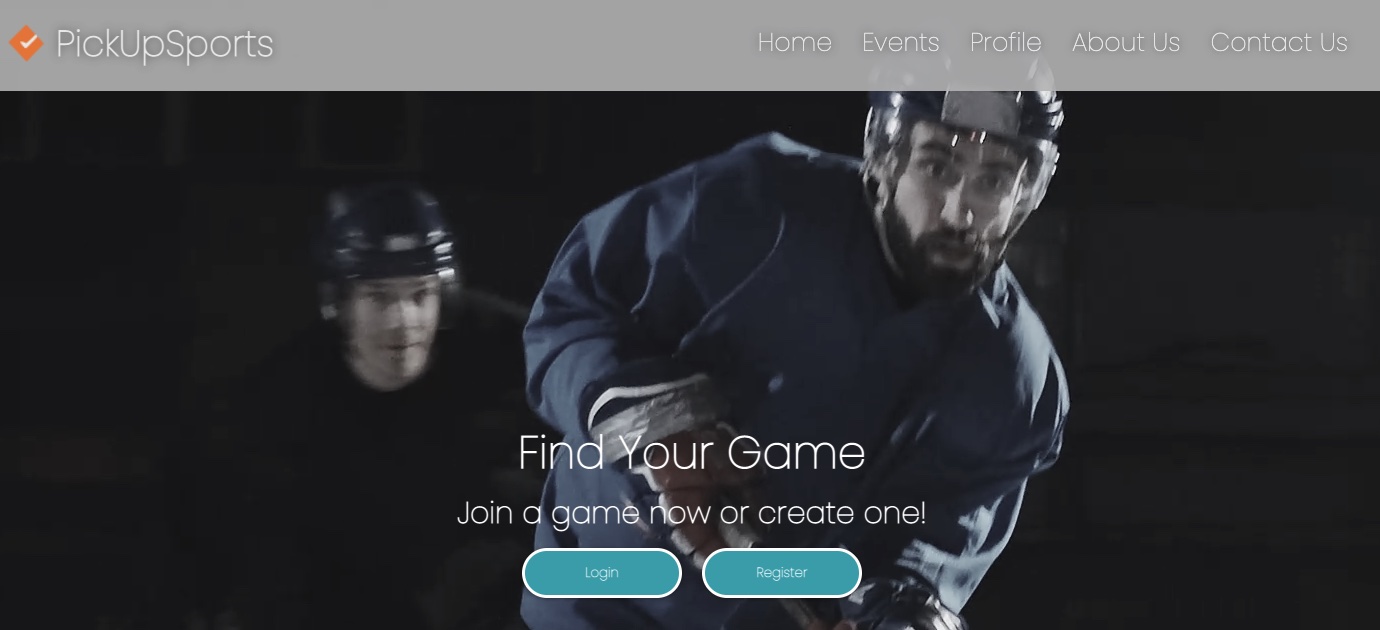 PickUpSports
Home Events Profile About Us Contact Us
Find Your Game
Join a game now or create one!
Login Register